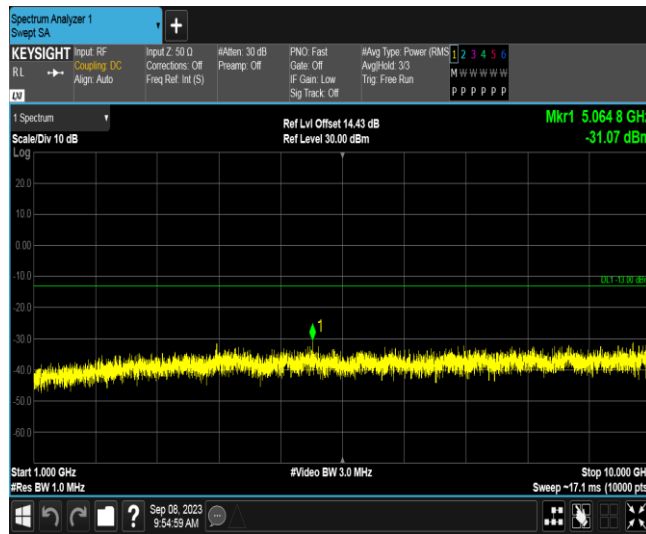 Spectrum Analyzer 1
Swept SA
+
KEYSIGHT
RL
LXI
Input: RF
Coupling: DC
Align: Auto
Input Z: 50 Ω
Corrections: Off
Freq Ref: Int (S)
#Atten: 30 dB
Preamp: Off
PNO: Fast
Gate: Off
IF Gain: Low
Sig Track: Off
#Avg Type: Power (RMS
Avg|Hold: 3/3
Trig: Free Run
1 2 3 4 5 6
M W W W W W
P P P P P P
1 Spectrum
Scale/Div 10 dB
Ref Lvl Offset 14.43 dB
Ref Level 30.00 dBm
Mkr1 5.064 8 GHz
-31.07 dBm
Log
20.0
10.0
0.00
-10.0
DL1 -13.00 dBm
-20.0
1
-30.0
-40.0
-50.0
-60.0
Start 1.000 GHz
#Res BW 1.0 MHz
#Video BW 3.0 MHz
Stop 10.000 GH
Sweep ~17.1 ms (10000 pts
?
Sep 08, 2023
9:54:59 AM